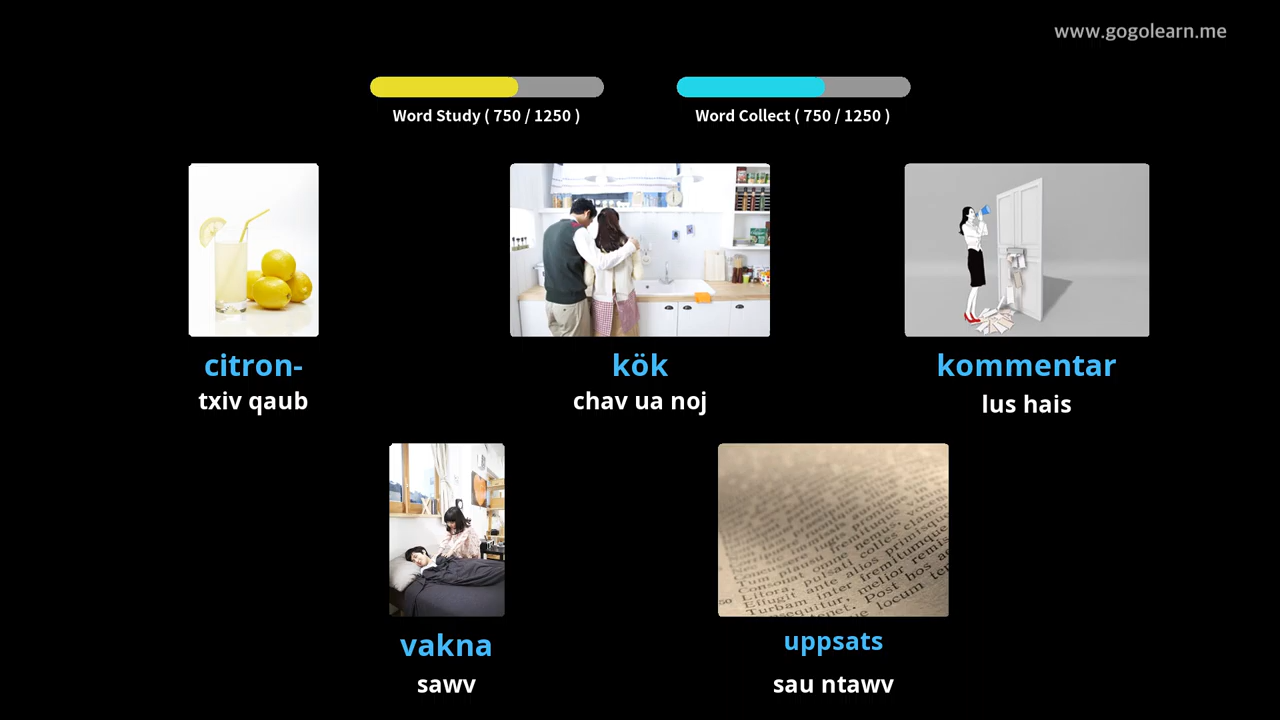 www.gogolearn.me
Word Study ( 750 / 1250 )
Word Collect ( 750 / 1250 )
citron-
txiv qaub
kök
chav ua noj
kommentar
lus hais
vakna
sawv
uppsats
sau ntawv